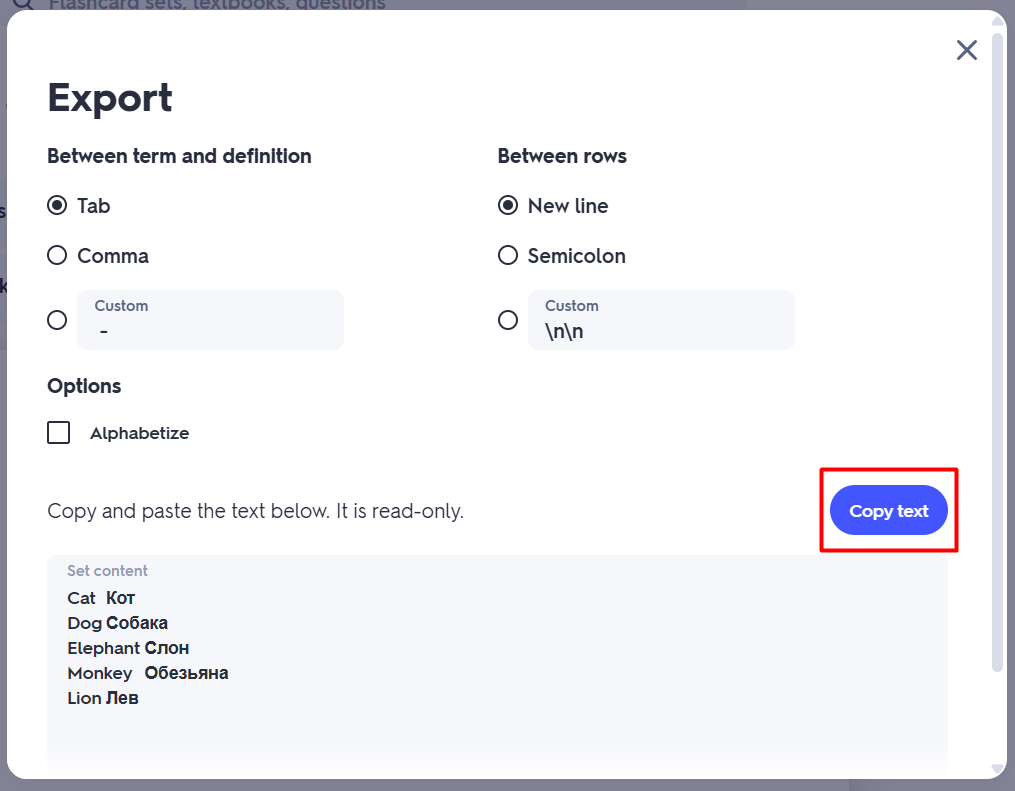 Flashcard sets, textbooks, questions
Export
Between term and definition
Between rows
Tab
New line
Comma
Semicolon
Custom
-
Custom
\n\n
Options
Alphabetize
Copy and paste the text below. It is read-only.
Copy text
Set content
Cat Кот
Dog Собака
Elephant Слон
Monkey Обезьяна
Lion Лев